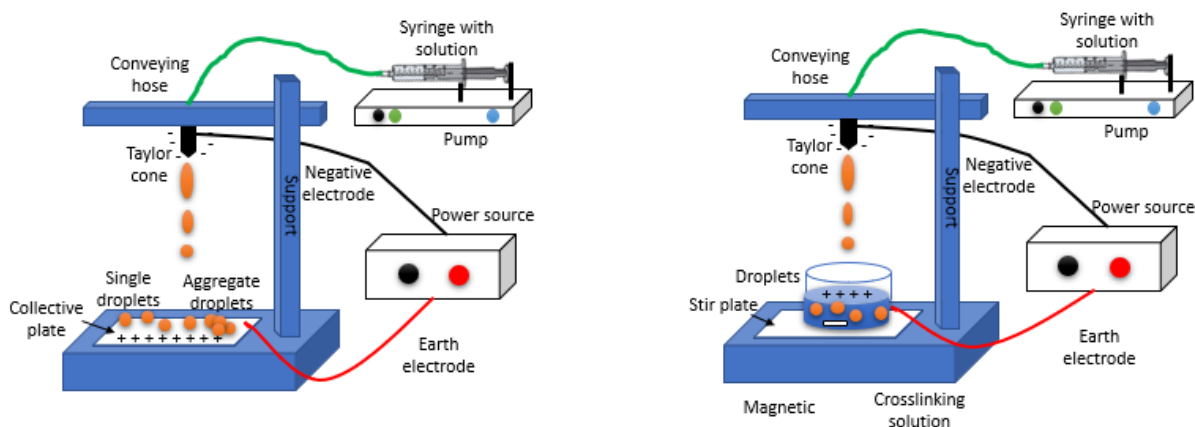 Syringe with
solution
Conveying
hose
Pump
Taylor
cone
Negative
electrode
Support
Power source
Single
droplets
Aggregate
droplets
Collective
plate
+ + + + + + + +
Earth
electrode
Syringe with
solution
Conveying
hose
Pump
Taylor
cone
Negative
electrode
Support
Power source
Droplets
+ + + +
Stir plate
Earth
electrode
Magnetic
Crosslinking
solution